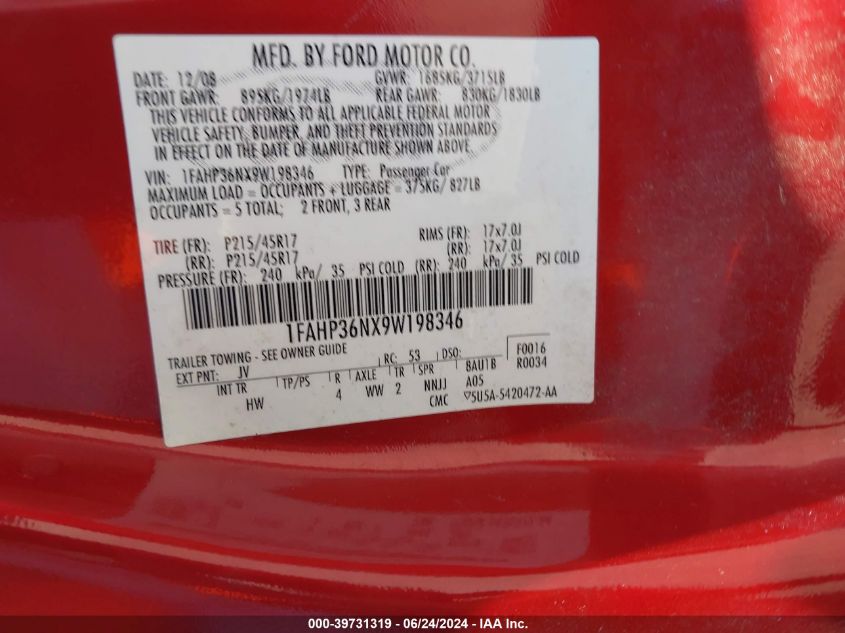 MFD. BY FORD MOTOR CO.
DATE: 12/08 GVWR: 1685KG/3715LB
FRONT GAWR: 895KG/1974LB REAR GAWR: 830KG/1830LB
THIS VEHICLE CONFORMS TO ALL APPLICABLE FEDERAL MOTOR
VEHICLE SAFETY, BUMPER, AND THEFT PREVENTION STANDARDS
IN EFFECT ON THE DATE OF MANUFACTURE SHOWN ABOVE.
VIN: 1FAHP36NX9W198346 TYPE: Passenger Car
MAXIMUM LOAD = OCCUPANTS + LUGGAGE = 375KG/ 827LB
OCCUPANTS = 5 TOTAL; 2 FRONT, 3 REAR
TIRE (FR): P215/45R17 RIMS (FR): 17x7.0J
(RR): P215/45R17 (RR): 17x7.0J
PRESSURE (FR): 240 kPa/ 35 PSI COLD (RR): 240 kPa/ 35 PSI COLD
1FAHP36NX9W198346
TRAILER TOWING - SEE OWNER GUIDE
EXT PNT: JV RC: 53 DSO: F0016
INT TR TP/PS R AXLE TR SPR 8AU1B R0034
HW 4 WW 2 NNJJ A05
CMC ▽5U5A-5420472-AA
000-39731319 - 06/24/2024 - IAA Inc.